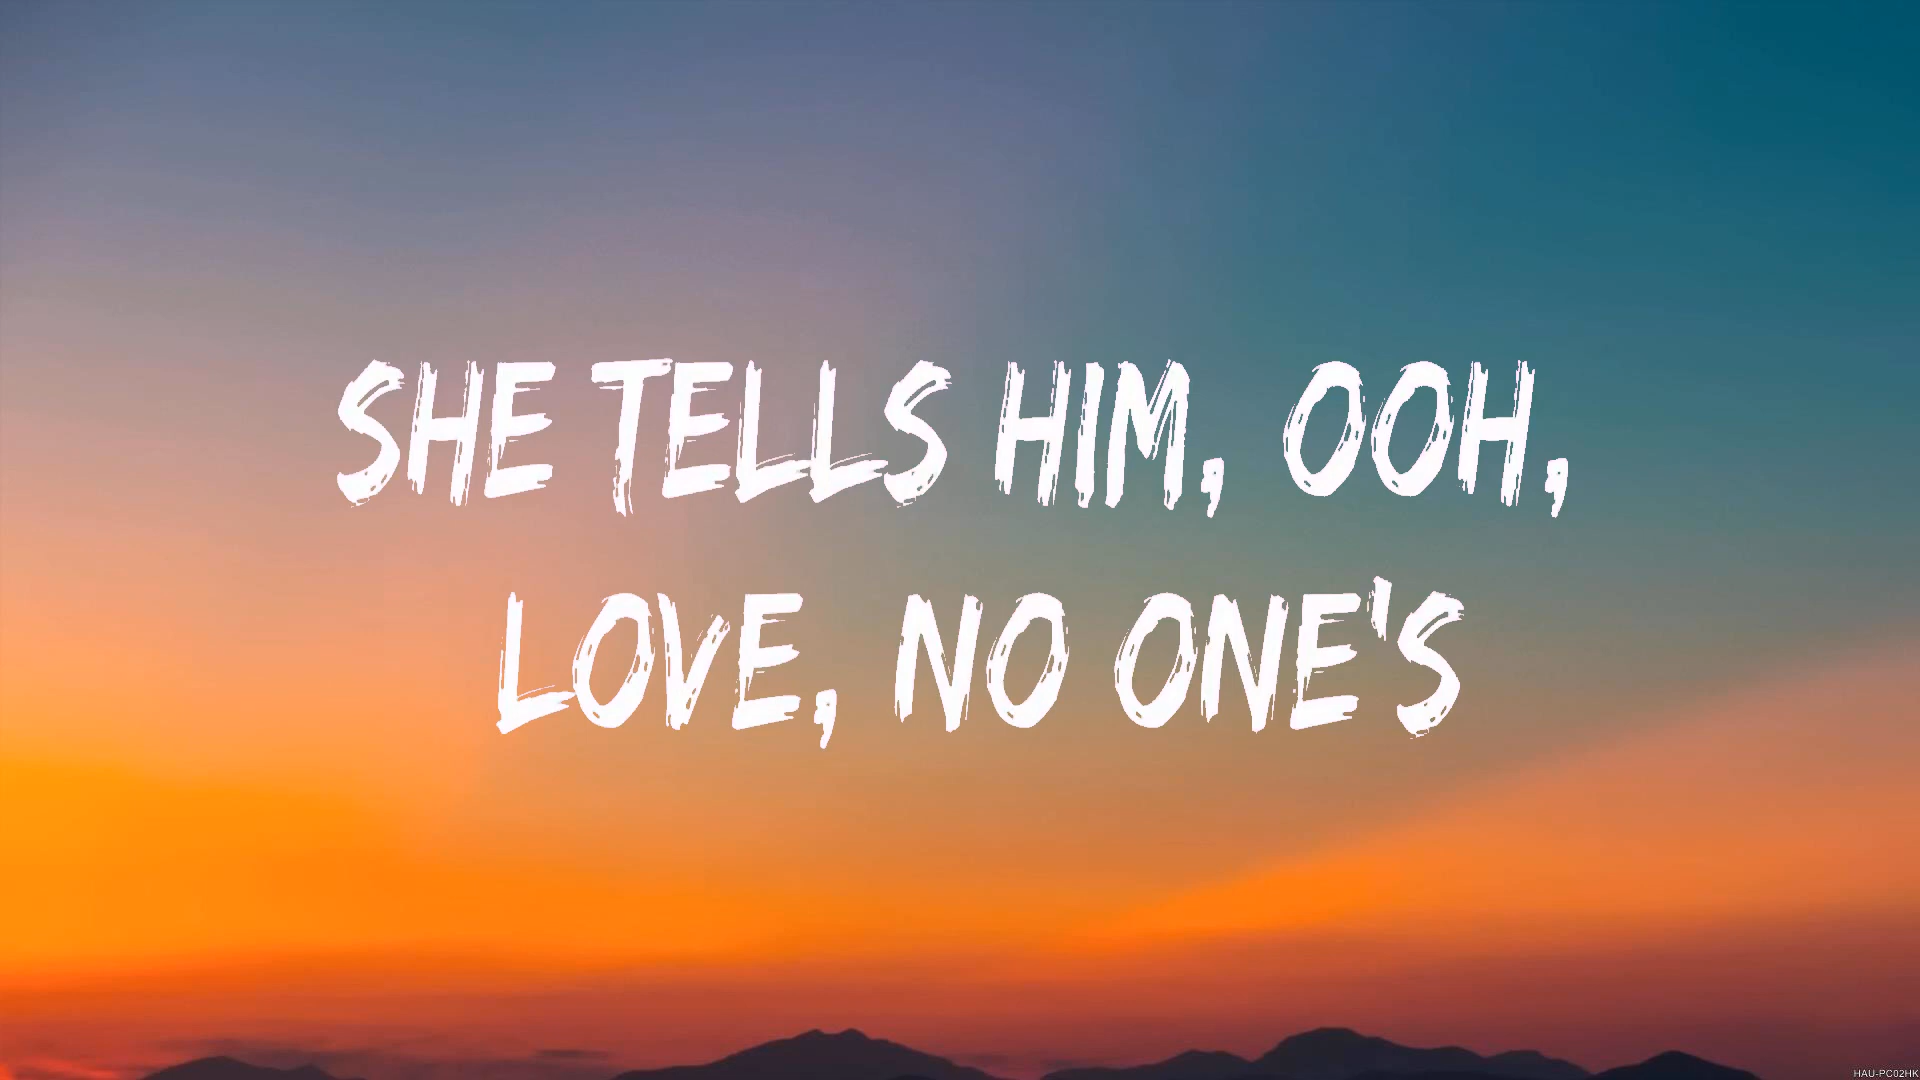 SHE TELLS HIM, OOH,
LOVE, NO ONE'S
HAU-PC02HK